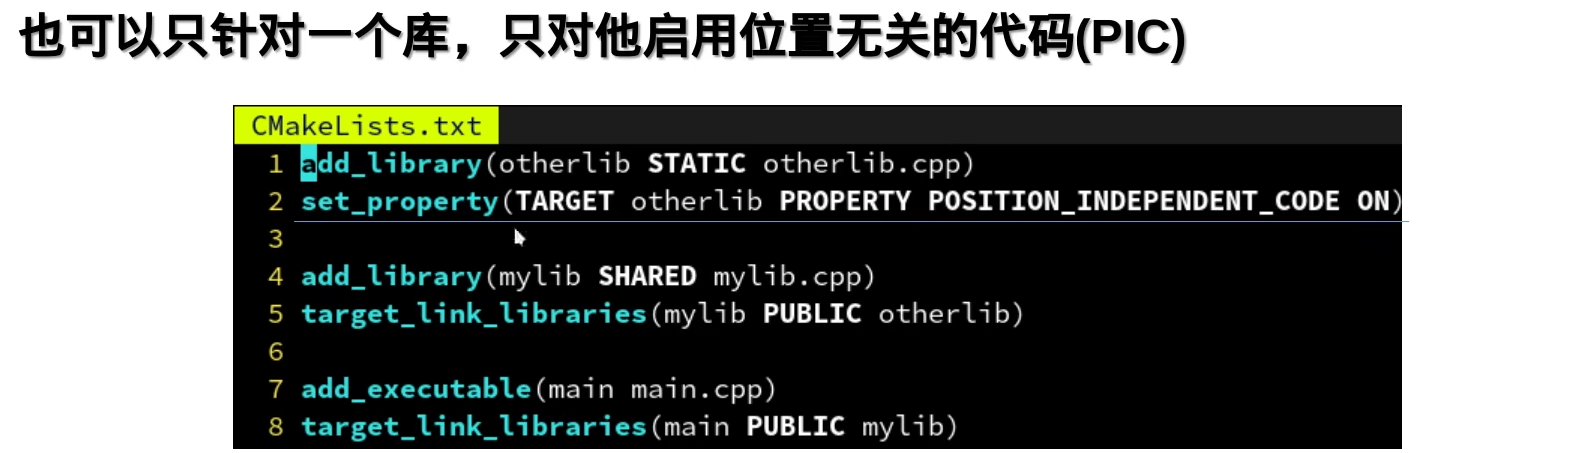 也可以只针对一个库，只对他启用位置无关的代码(PIC)
CMakeLists.txt
1 add_library(otherlib STATIC otherlib.cpp)
2 set_property(TARGET otherlib PROPERTY POSITION_INDEPENDENT_CODE ON)
3
4 add_library(mylib SHARED mylib.cpp)
5 target_link_libraries(mylib PUBLIC otherlib)
6
7 add_executable(main main.cpp)
8 target_link_libraries(main PUBLIC mylib)